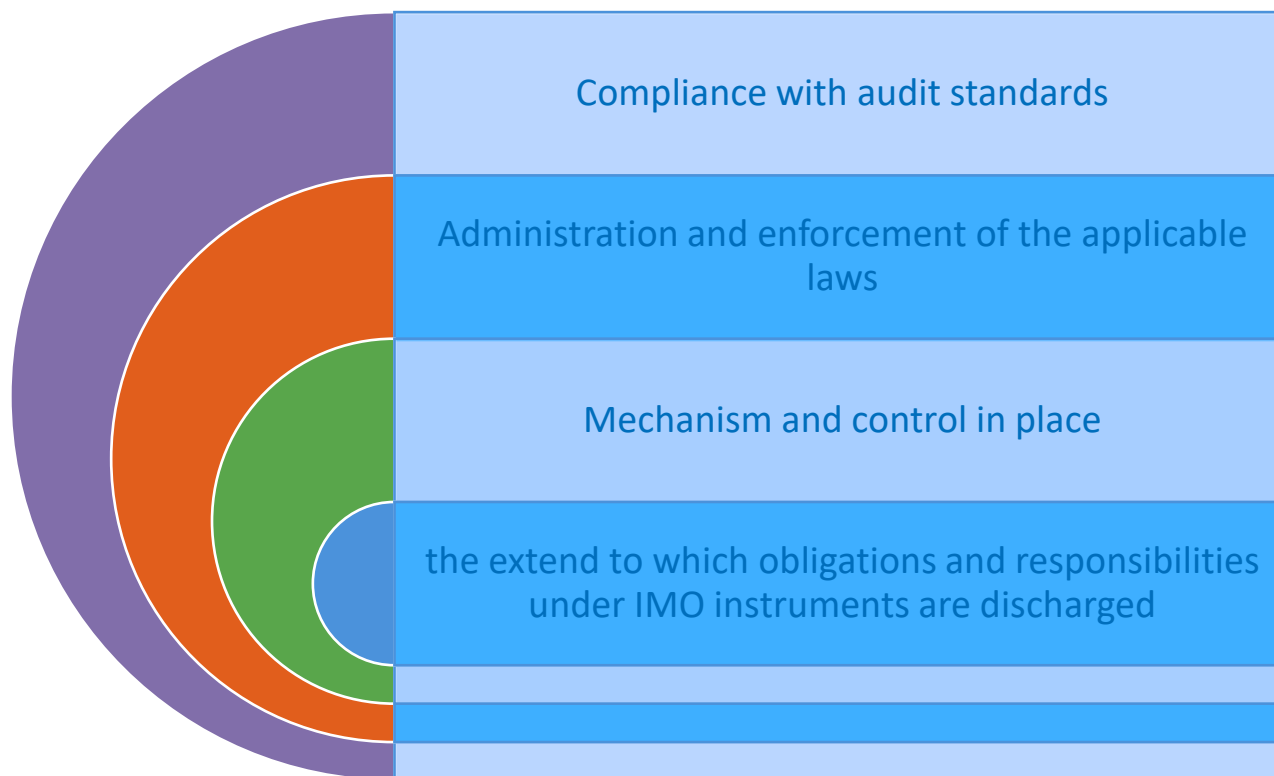 Compliance with audit standards
Administration and enforcement of the applicable
laws
Mechanism and control in place
the extend to which obligations and responsibilities
under IMO instruments are discharged